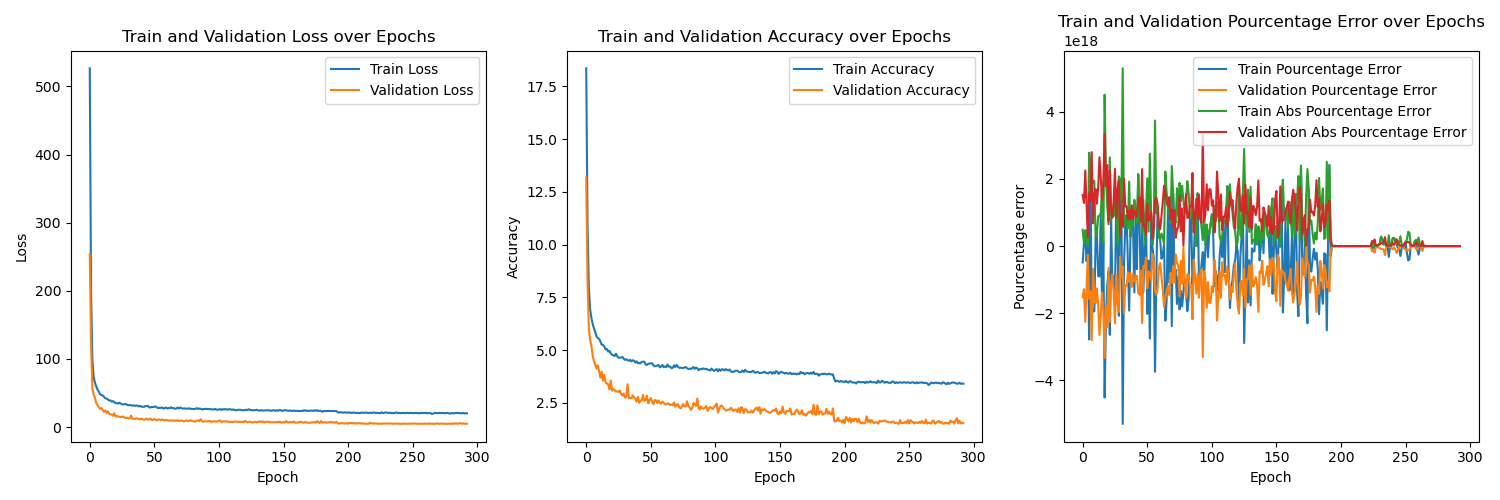 Train and Validation Loss over Epochs
Train Loss
Validation Loss
500
400
300
200
100
0
Loss
0 50 100 150 200 250 300
Epoch
Train and Validation Accuracy over Epochs
Train Accuracy
Validation Accuracy
17.5
15.0
12.5
10.0
7.5
5.0
2.5
Accuracy
0 50 100 150 200 250 300
Epoch
Train and Validation Pourcentage Error over Epochs
1e18
Train Pourcentage Error
Validation Pourcentage Error
Train Abs Pourcentage Error
Validation Abs Pourcentage Error
4
2
0
−2
−4
Pourcentage error
0 50 100 150 200 250 300
Epoch